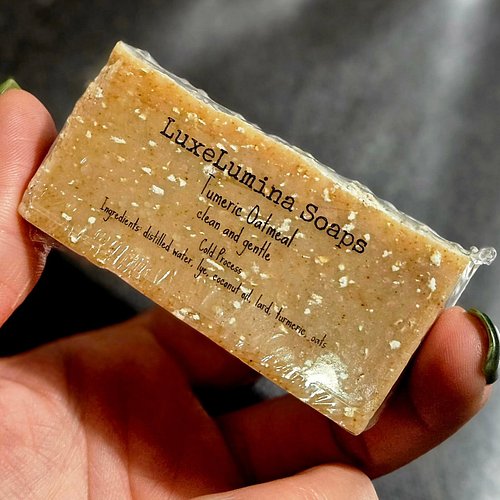 LuxeLumina Soaps
Tumeric Oatmeal
clean and gentle
Cold Process
Ingredients: distilled water, lye, coconut oil, lard, turmeric, oats